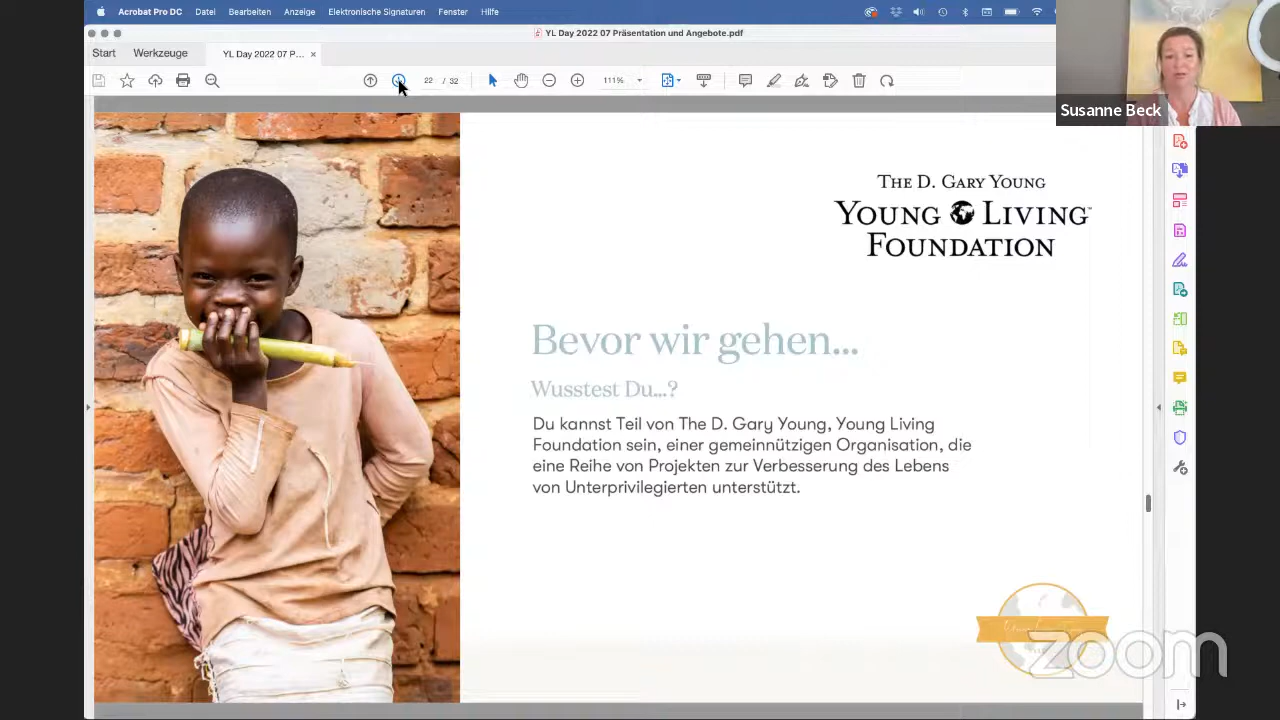 Acrobat Pro DC Datei Bearbeiten Anzeige Elektronische Signaturen Fenster Hilfe
YL Day 2022 07 Präsentation und Angebote.pdf
Start Werkzeuge YL Day 2022 07 P... ×
22 / 32 111%
Susanne Beck
THE D. GARY YOUNG
YOUNG LIVING™
FOUNDATION
Bevor wir gehen...
Wusstest Du...?
Du kannst Teil von The D. Gary Young, Young Living
Foundation sein, einer gemeinnützigen Organisation, die
eine Reihe von Projekten zur Verbesserung des Lebens
von Unterprivilegierten unterstützt.
zoom